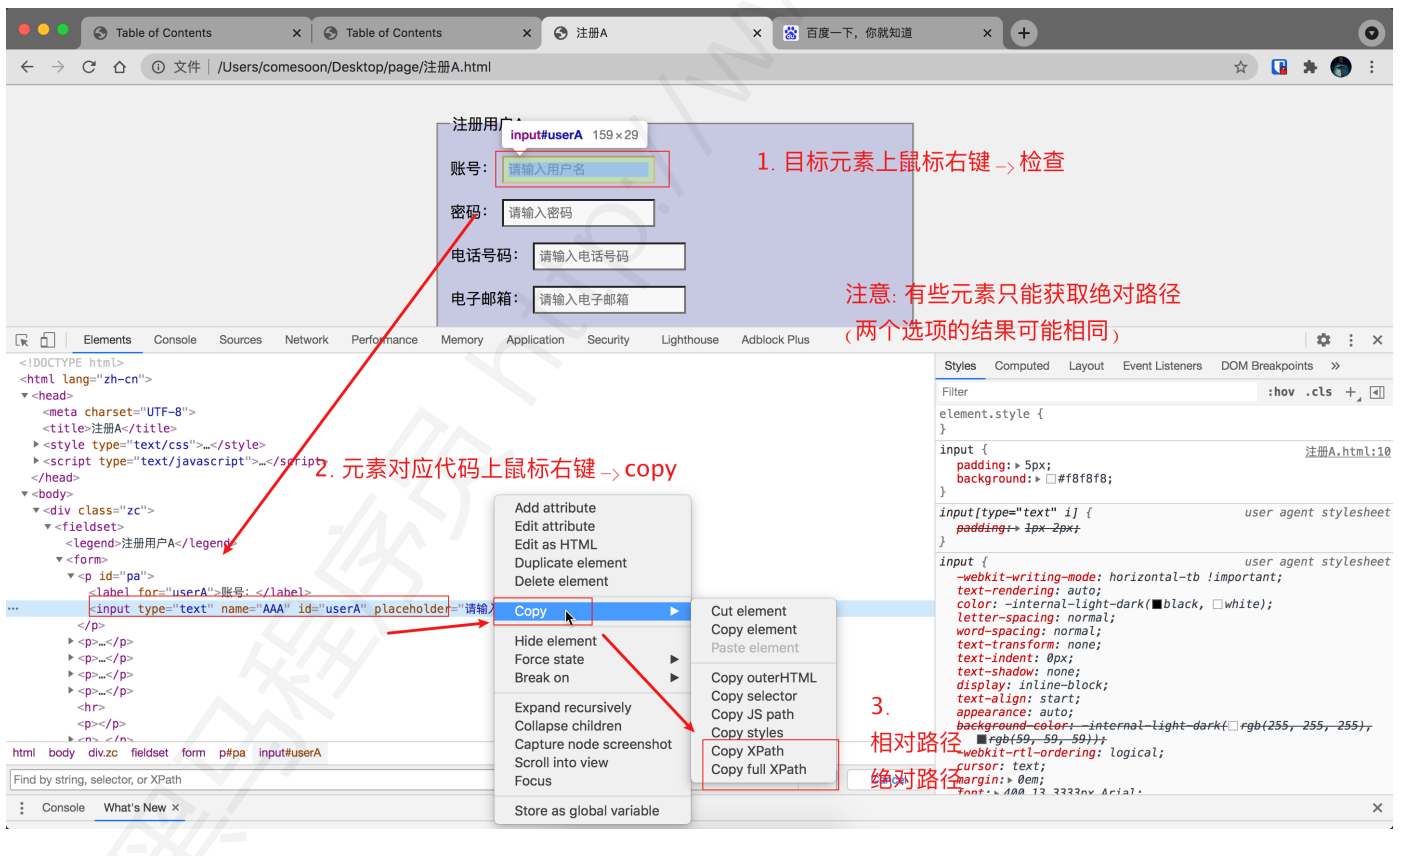 Table of Contents
Table of Contents
注册A
百度一下，你就知道
文件
/Users/comesoon/Desktop/page/注册A.html
input#userA 159×29
账号：
请输入用户名
1. 目标元素上鼠标右键 –> 检查
密码：
请输入密码
电话号码：
请输入电话号码
电子邮箱：
请输入电子邮箱
注意: 有些元素只能获取绝对路径
(两个选项的结果可能相同)
Elements
Console
Sources
Network
Performance
Memory
Application
Security
Lighthouse
Adblock Plus
<!DOCTYPE html>
<html lang="zh-cn">
<head>
<meta charset="UTF-8">
<title>注册A</title>
<style type="text/css">…</style>
<script type="text/javascript">…</script>
</head>
<body>
<div class="zc">
<fieldset>
<legend>注册用户A</legend>
<form>
<p id="pa">
<label for="userA">账号：</label>
<input type="text" name="AAA" id="userA" placeholder="请输入
</p>
<p>…</p>
<p>…</p>
<p>…</p>
<p>…</p>
<hr>
<p></p>
2. 元素对应代码上鼠标右键 –> copy
Add attribute
Edit attribute
Edit as HTML
Duplicate element
Delete element
Copy
Hide element
Force state
Break on
Expand recursively
Collapse children
Capture node screenshot
Scroll into view
Focus
Store as global variable
Cut element
Copy element
Paste element
Copy outerHTML
Copy selector
Copy JS path
Copy styles
Copy XPath
Copy full XPath
3.
相对路径
绝对路径
Styles
Computed
Layout
Event Listeners
DOM Breakpoints
Filter
:hov .cls
element.style {
}
input {
注册A.html:10
padding: 5px;
background: #f8f8f8;
}
input[type="text" i] {
user agent stylesheet
padding: 1px 2px;
}
input {
user agent stylesheet
-webkit-writing-mode: horizontal-tb !important;
text-rendering: auto;
color: -internal-light-dark(black, white);
letter-spacing: normal;
word-spacing: normal;
text-transform: none;
text-indent: 0px;
text-shadow: none;
display: inline-block;
text-align: start;
appearance: auto;
background-color: -internal-light-dark(rgb(255, 255, 255),
rgb(59, 59, 59));
-webkit-rtl-ordering: logical;
cursor: text;
margin: 0em;
font: 400 13.3333px Arial;
html body div.zc fieldset form p#pa input#userA
Find by string, selector, or XPath
Console
What's New
黑马程序员 http://w